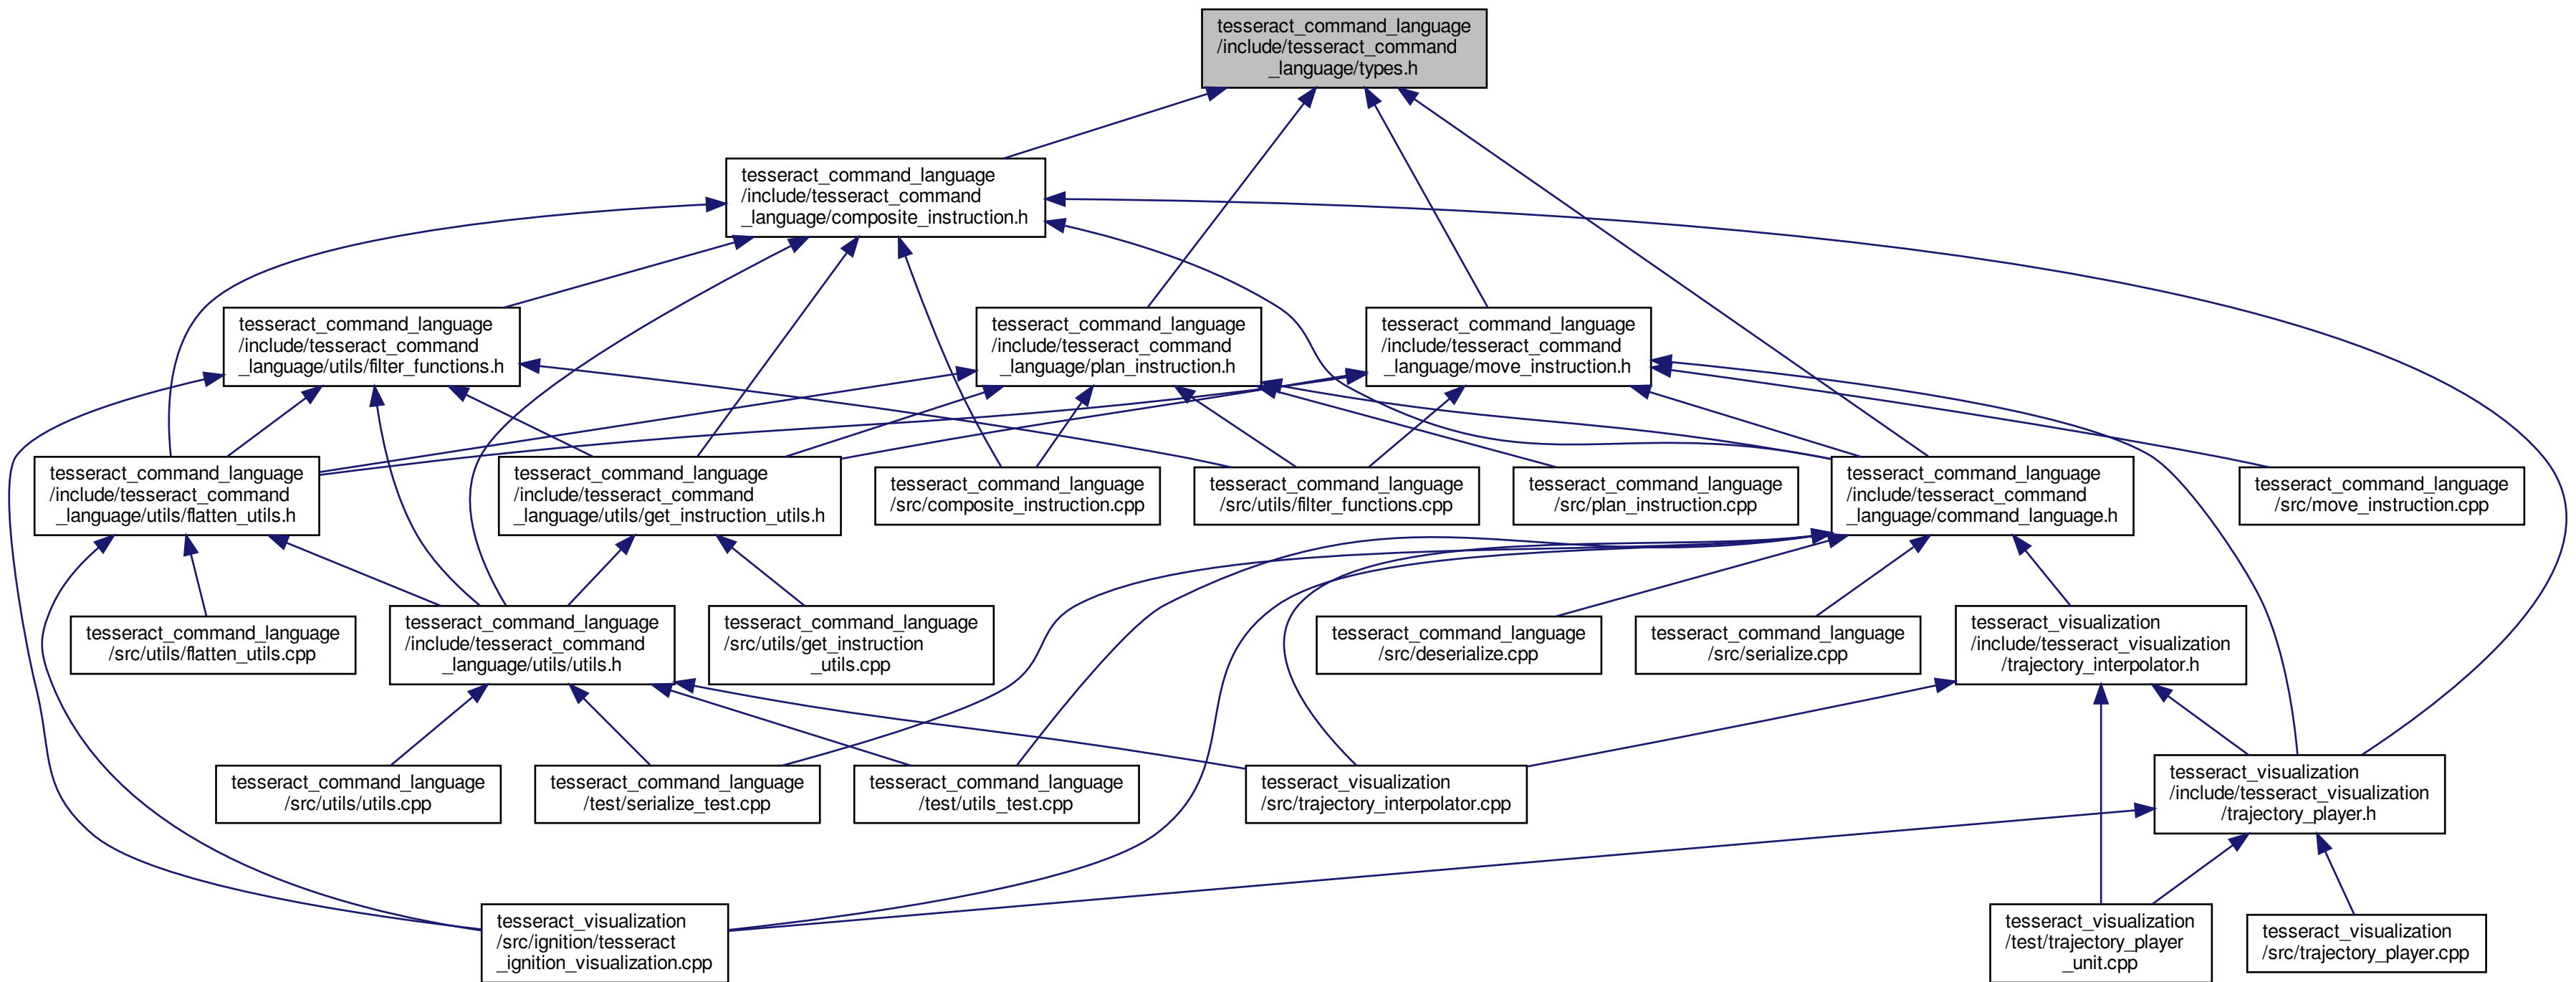 tesseract_command_language
/include/tesseract_command
_language/types.h
tesseract_command_language
/include/tesseract_command
_language/composite_instruction.h
tesseract_command_language
/include/tesseract_command
_language/utils/filter_functions.h
tesseract_command_language
/include/tesseract_command
_language/plan_instruction.h
tesseract_command_language
/include/tesseract_command
_language/move_instruction.h
tesseract_command_language
/include/tesseract_command
_language/utils/flatten_utils.h
tesseract_command_language
/include/tesseract_command
_language/utils/get_instruction_utils.h
tesseract_command_language
/src/composite_instruction.cpp
tesseract_command_language
/src/utils/filter_functions.cpp
tesseract_command_language
/src/plan_instruction.cpp
tesseract_command_language
/include/tesseract_command
_language/command_language.h
tesseract_command_language
/src/move_instruction.cpp
tesseract_command_language
/src/utils/flatten_utils.cpp
tesseract_command_language
/include/tesseract_command
_language/utils/utils.h
tesseract_command_language
/src/utils/get_instruction
_utils.cpp
tesseract_command_language
/src/deserialize.cpp
tesseract_command_language
/src/serialize.cpp
tesseract_visualization
/include/tesseract_visualization
/trajectory_interpolator.h
tesseract_command_language
/src/utils/utils.cpp
tesseract_command_language
/test/serialize_test.cpp
tesseract_command_language
/test/utils_test.cpp
tesseract_visualization
/src/trajectory_interpolator.cpp
tesseract_visualization
/include/tesseract_visualization
/trajectory_player.h
tesseract_visualization
/src/ignition/tesseract
_ignition_visualization.cpp
tesseract_visualization
/test/trajectory_player
_unit.cpp
tesseract_visualization
/src/trajectory_player.cpp